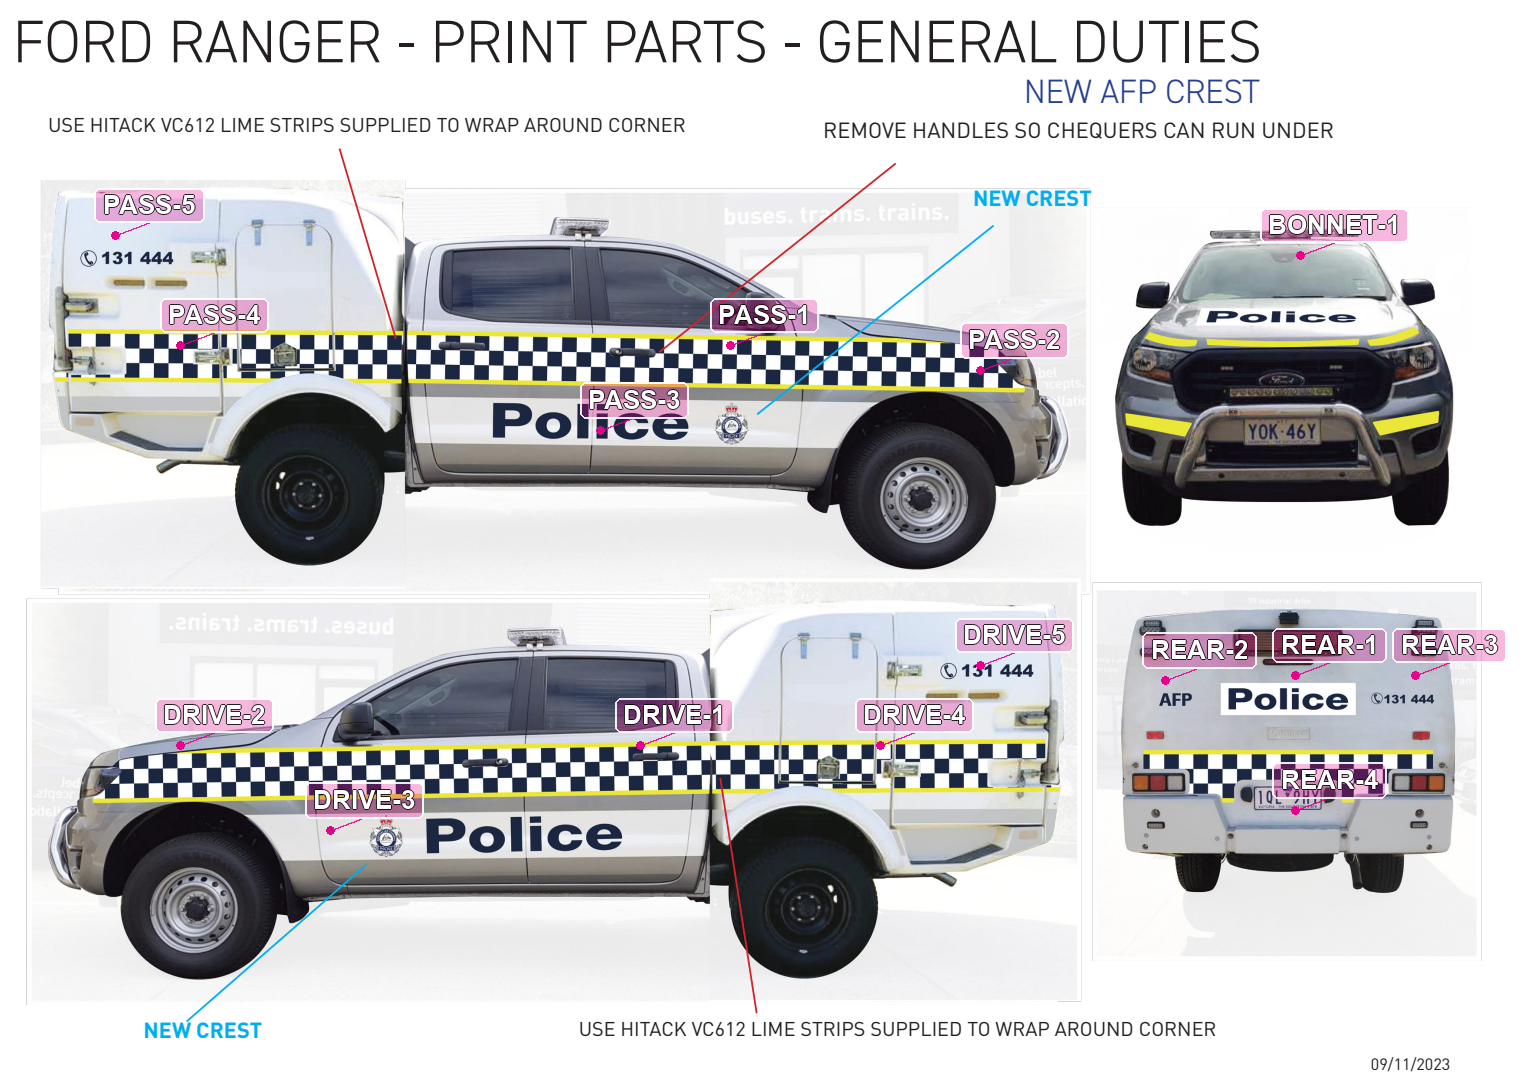 FORD RANGER - PRINT PARTS - GENERAL DUTIES
NEW AFP CREST
USE HITACK VC612 LIME STRIPS SUPPLIED TO WRAP AROUND CORNER
REMOVE HANDLES SO CHEQUERS CAN RUN UNDER
NEW CREST
buses. trams. trains.
PASS-5
131 444
PASS-4
PASS-1
PASS-2
PASS-3
Police
BONNET-1
Police
Ford
YOK·46Y
buses. trams. trains.
DRIVE-5
131 444
DRIVE-2
DRIVE-1
DRIVE-4
DRIVE-3
Police
REAR-2
REAR-1
REAR-3
AFP
Police
131 444
REAR-4
NEW CREST
USE HITACK VC612 LIME STRIPS SUPPLIED TO WRAP AROUND CORNER
09/11/2023